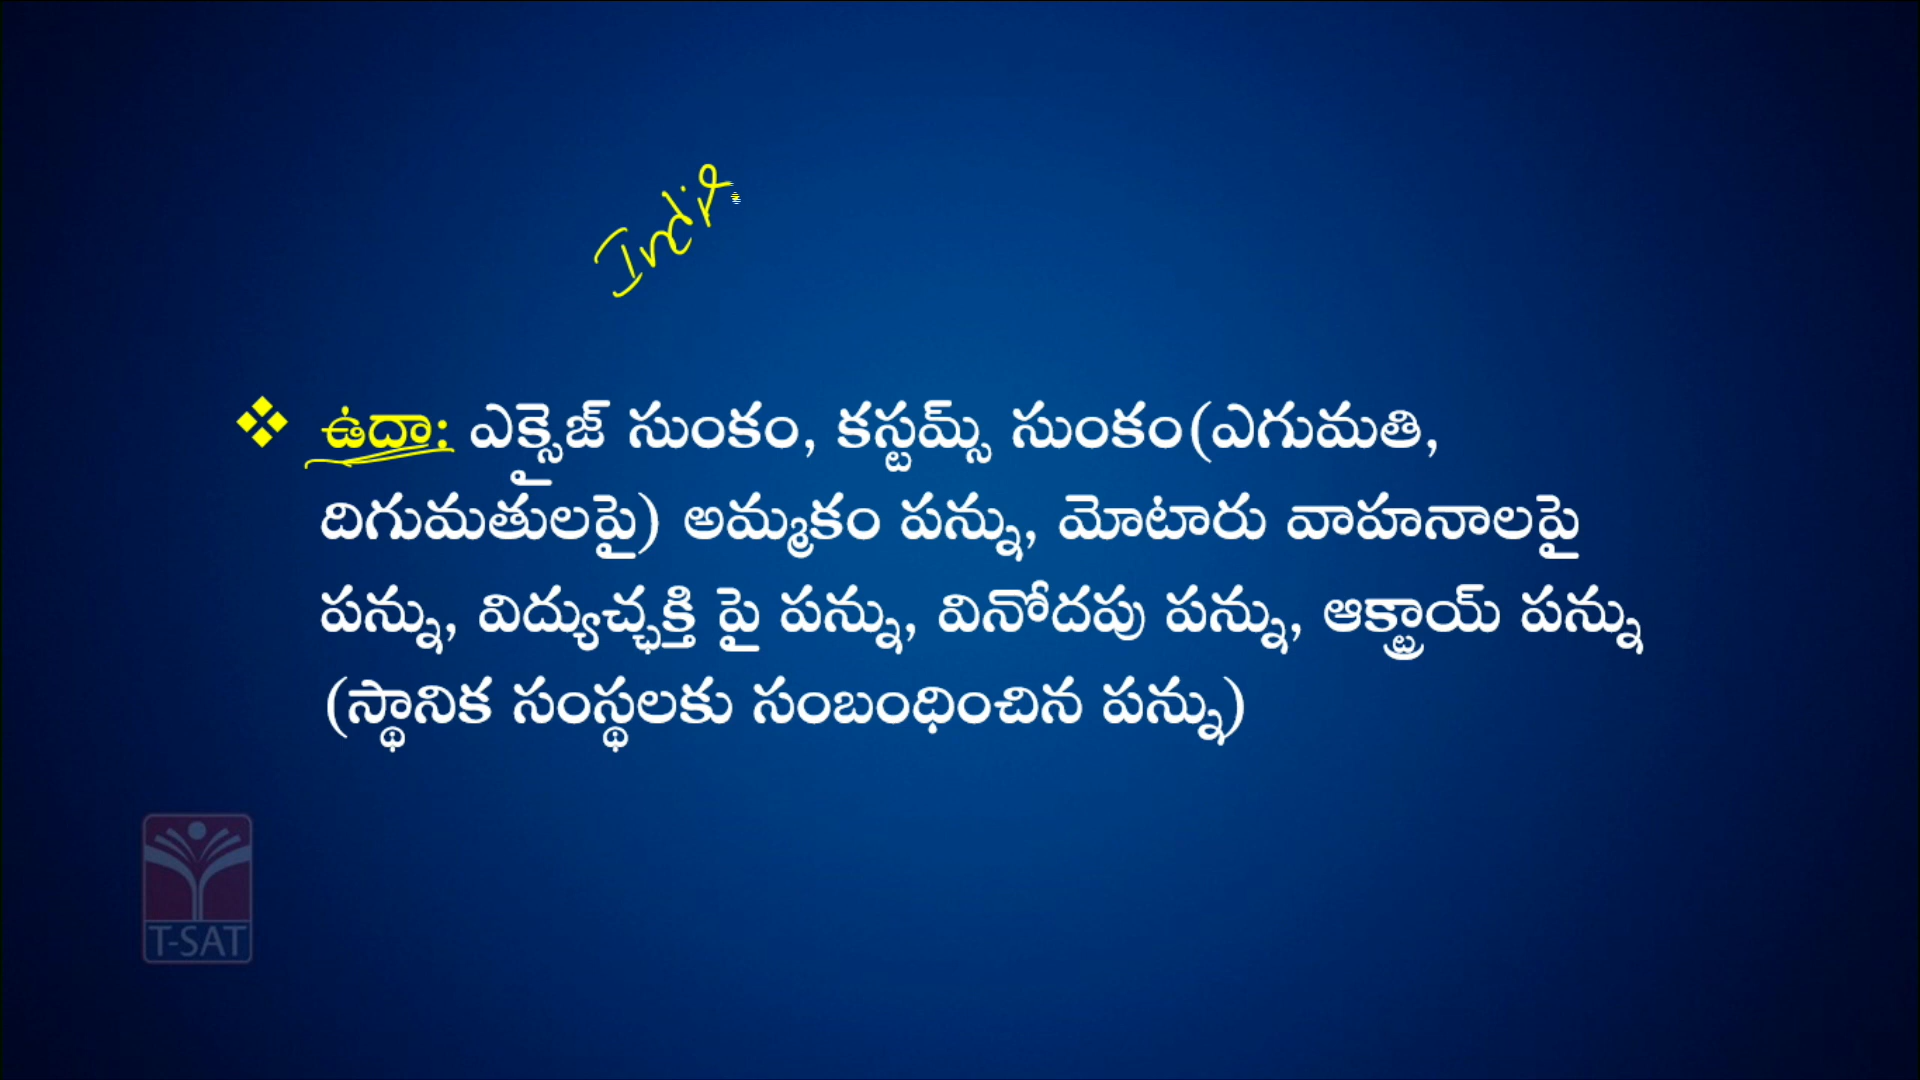 Indir
ఉదా: ఎక్సైజ్ సుంకం, కస్టమ్స్ సుంకం(ఎగుమతి,
దిగుమతులపై) అమ్మకం పన్ను, మోటారు వాహనాలపై
పన్ను, విద్యుచ్ఛక్తి పై పన్ను, వినోదపు పన్ను, ఆక్ట్రాయ్ పన్ను
(స్థానిక సంస్థలకు సంబంధించిన పన్ను)
T-SAT